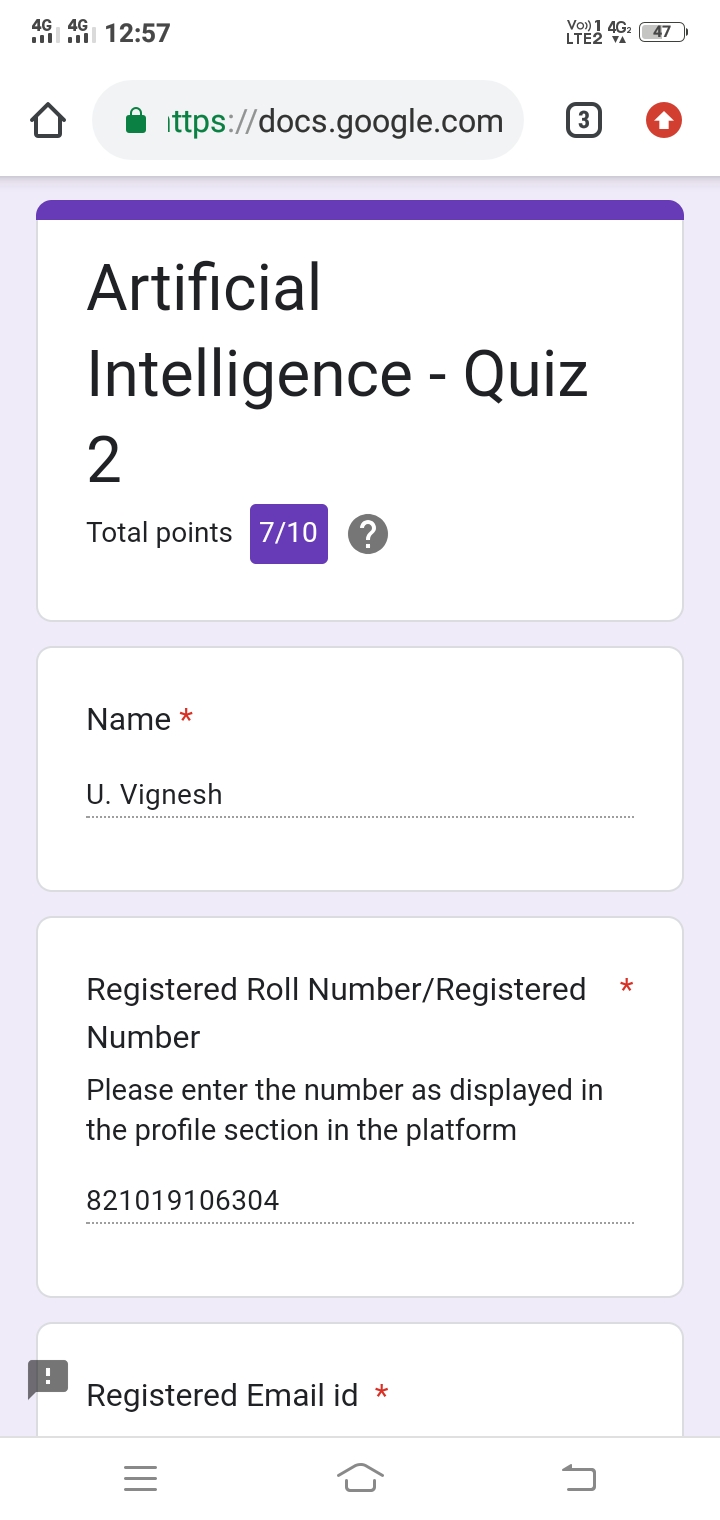 4G 4G 12:57 Vo)) 1 4G2 47
LTE2
ttps://docs.google.com 3
Artificial
Intelligence - Quiz
2
Total points 7/10 ?
Name *
U. Vignesh
Registered Roll Number/Registered *
Number
Please enter the number as displayed in
the profile section in the platform
821019106304
!
Registered Email id *